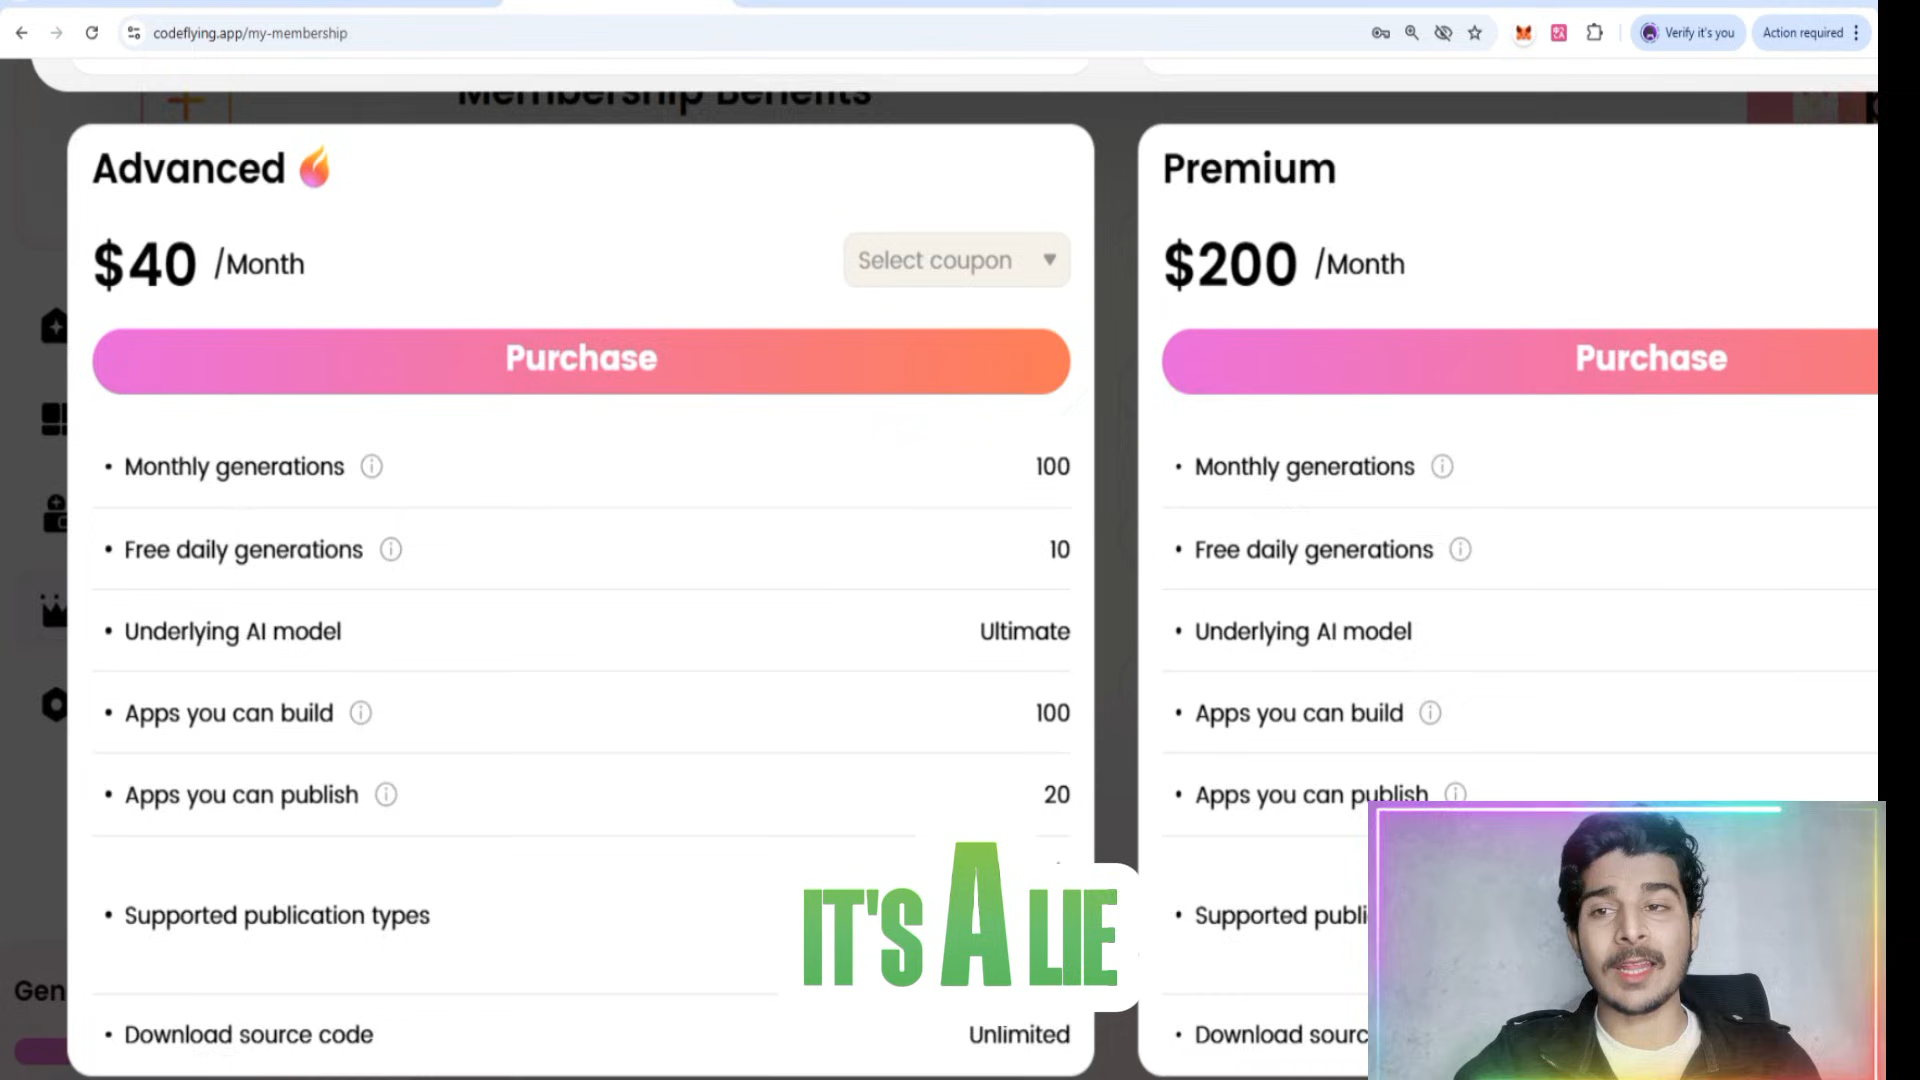 codeflying.app/my-membership
Verify it's you
Action required
Membership Benefits
Advanced
$40 /Month
Select coupon
Purchase
• Monthly generations 100
• Free daily generations 10
• Underlying AI model Ultimate
• Apps you can build 100
• Apps you can publish 20
• Supported publication types
• Download source code Unlimited
Premium
$200 /Month
Purchase
• Monthly generations
• Free daily generations
• Underlying AI model
• Apps you can build
• Apps you can publish
• Supported publi
• Download sourc
IT'S A LIE
Gen